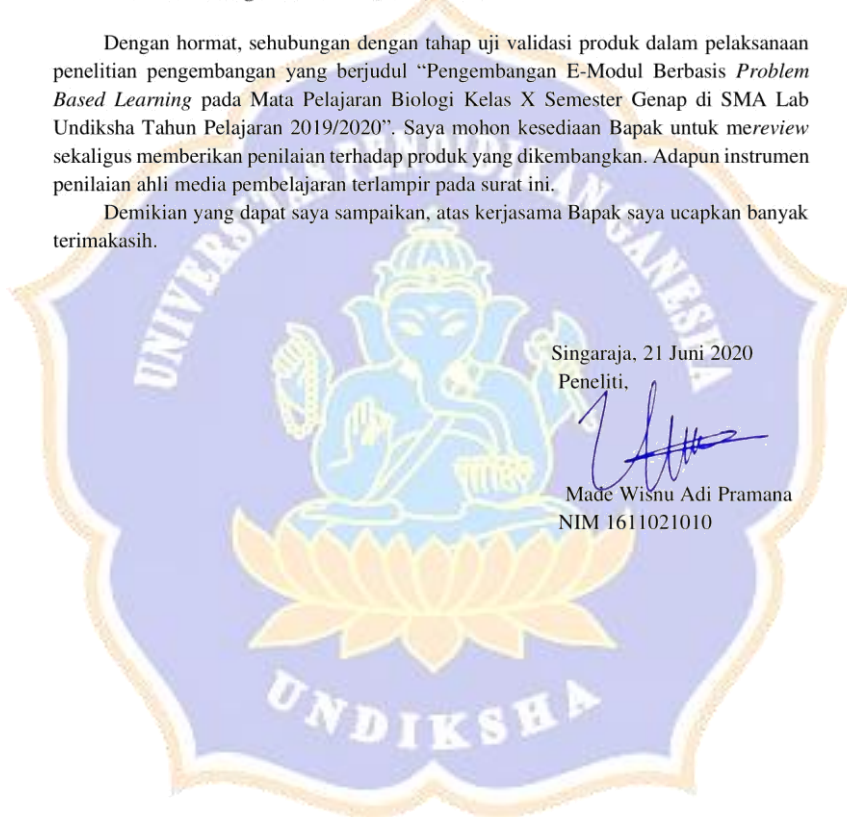 Dengan hormat, sehubungan dengan tahap uji validasi produk dalam pelaksanaan
penelitian pengembangan yang berjudul “Pengembangan E-Modul Berbasis Problem
Based Learning pada Mata Pelajaran Biologi Kelas X Semester Genap di SMA Lab
Undiksha Tahun Pelajaran 2019/2020”. Saya mohon kesediaan Bapak untuk mereview
sekaligus memberikan penilaian terhadap produk yang dikembangkan. Adapun instrumen
penilaian ahli media pembelajaran terlampir pada surat ini.
Demikian yang dapat saya sampaikan, atas kerjasama Bapak saya ucapkan banyak
terimakasih.
Singaraja, 21 Juni 2020
Peneliti,
Made Wisnu Adi Pramana
NIM 1611021010
UNIVERSITAS PENDIDIKAN GANESHA
UNDIKSHA